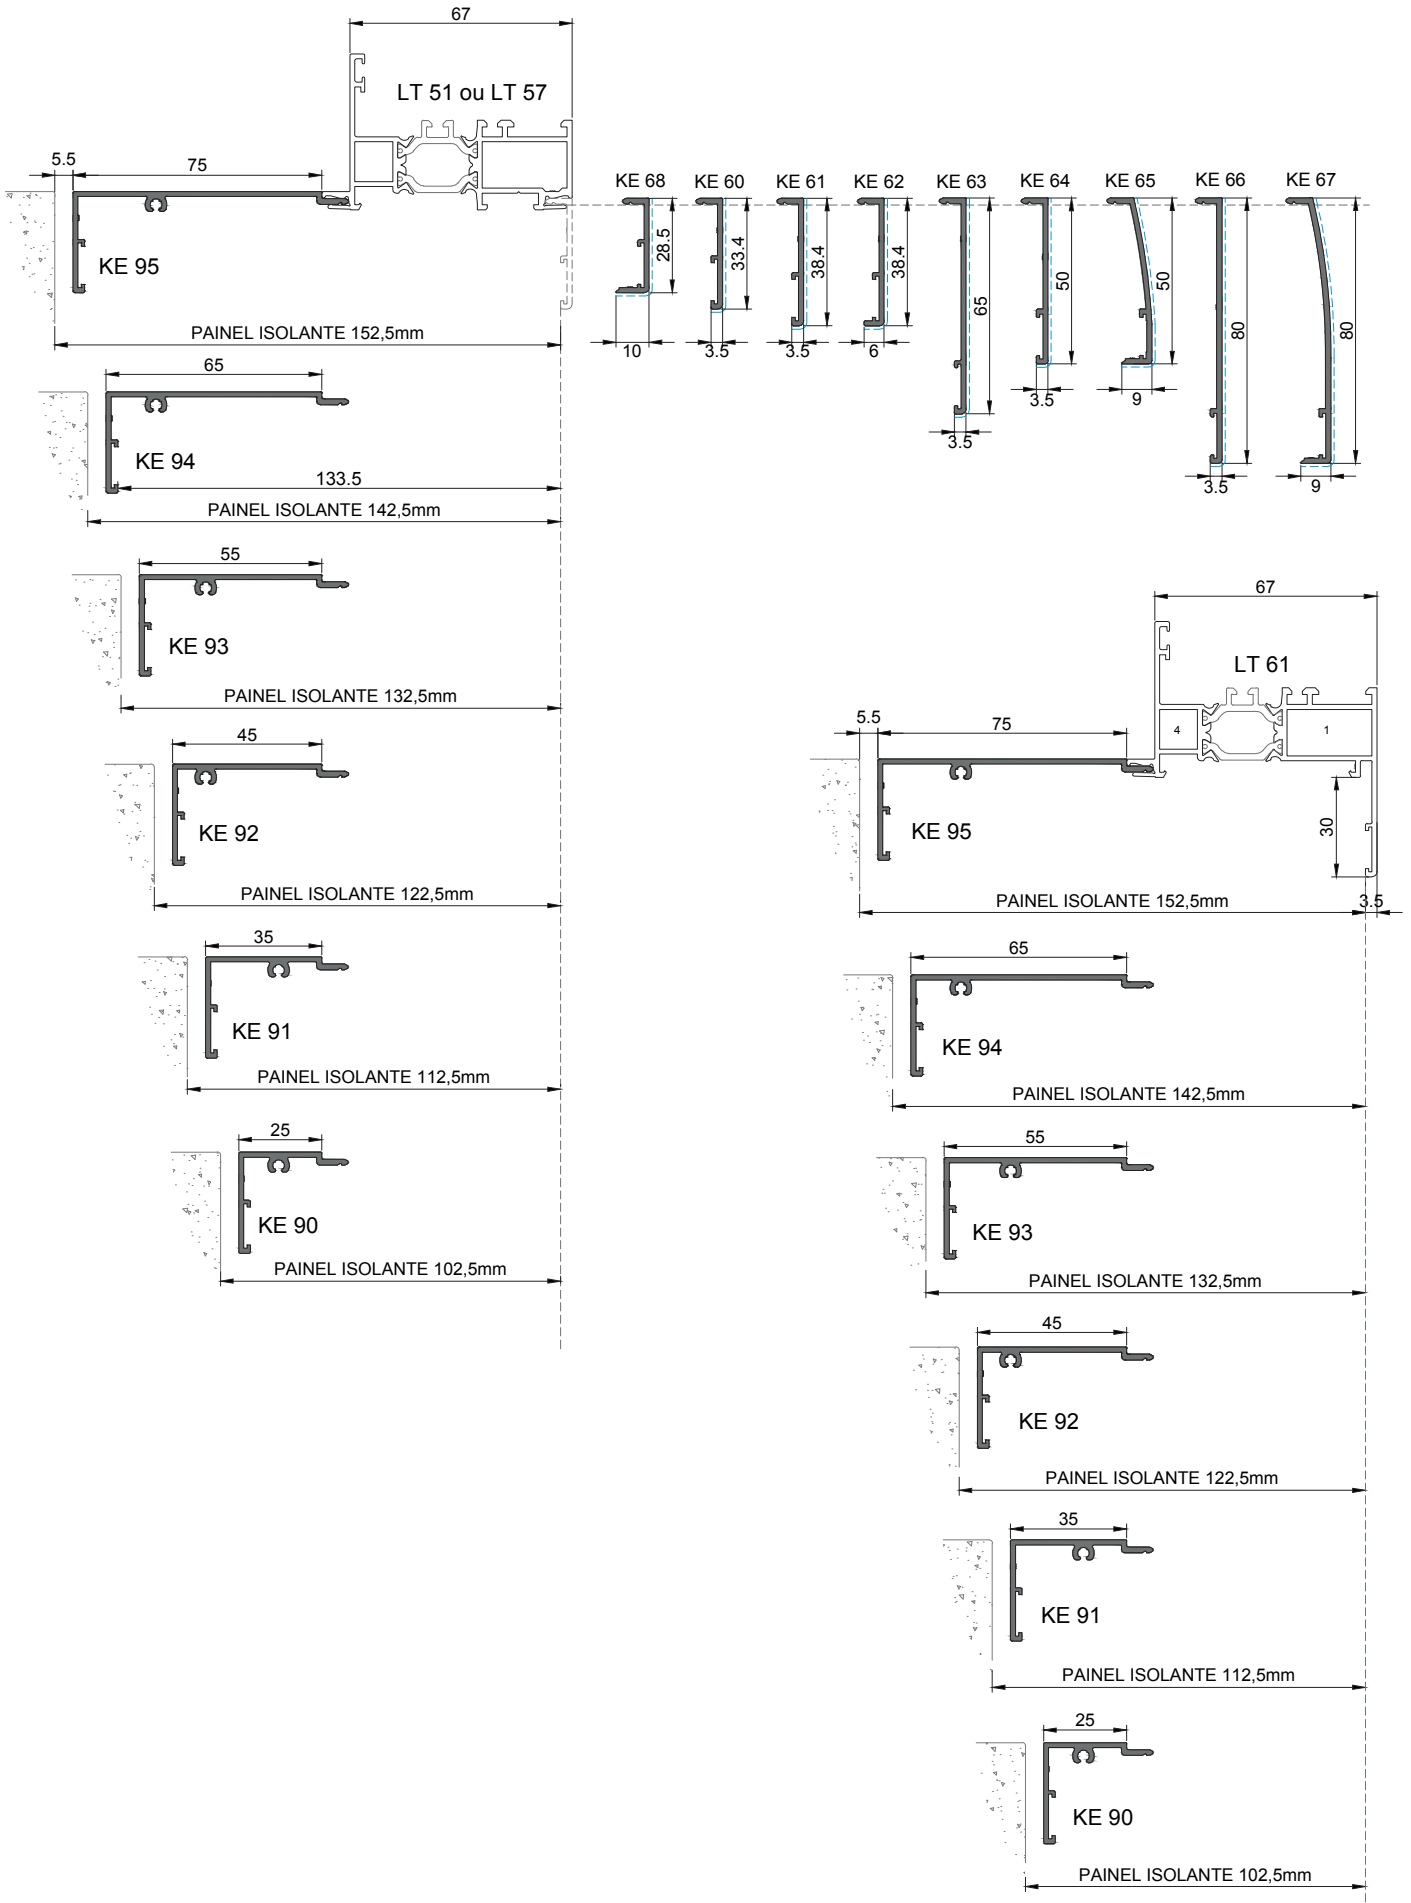 67
LT 51 ou LT 57
5.5
75
KE 95
PAINEL ISOLANTE 152,5mm
KE 68
KE 60
KE 61
KE 62
KE 63
KE 64
KE 65
KE 66
KE 67
28.5
33.4
38.4
38.4
65
50
50
80
80
10
3.5
3.5
6
3.5
3.5
9
3.5
9
65
KE 94
133.5
PAINEL ISOLANTE 142,5mm
55
KE 93
PAINEL ISOLANTE 132,5mm
45
KE 92
PAINEL ISOLANTE 122,5mm
35
KE 91
PAINEL ISOLANTE 112,5mm
25
KE 90
PAINEL ISOLANTE 102,5mm
67
LT 61
5.5
75
4
1
30
KE 95
PAINEL ISOLANTE 152,5mm
3.5
65
KE 94
PAINEL ISOLANTE 142,5mm
55
KE 93
PAINEL ISOLANTE 132,5mm
45
KE 92
PAINEL ISOLANTE 122,5mm
35
KE 91
PAINEL ISOLANTE 112,5mm
25
KE 90
PAINEL ISOLANTE 102,5mm